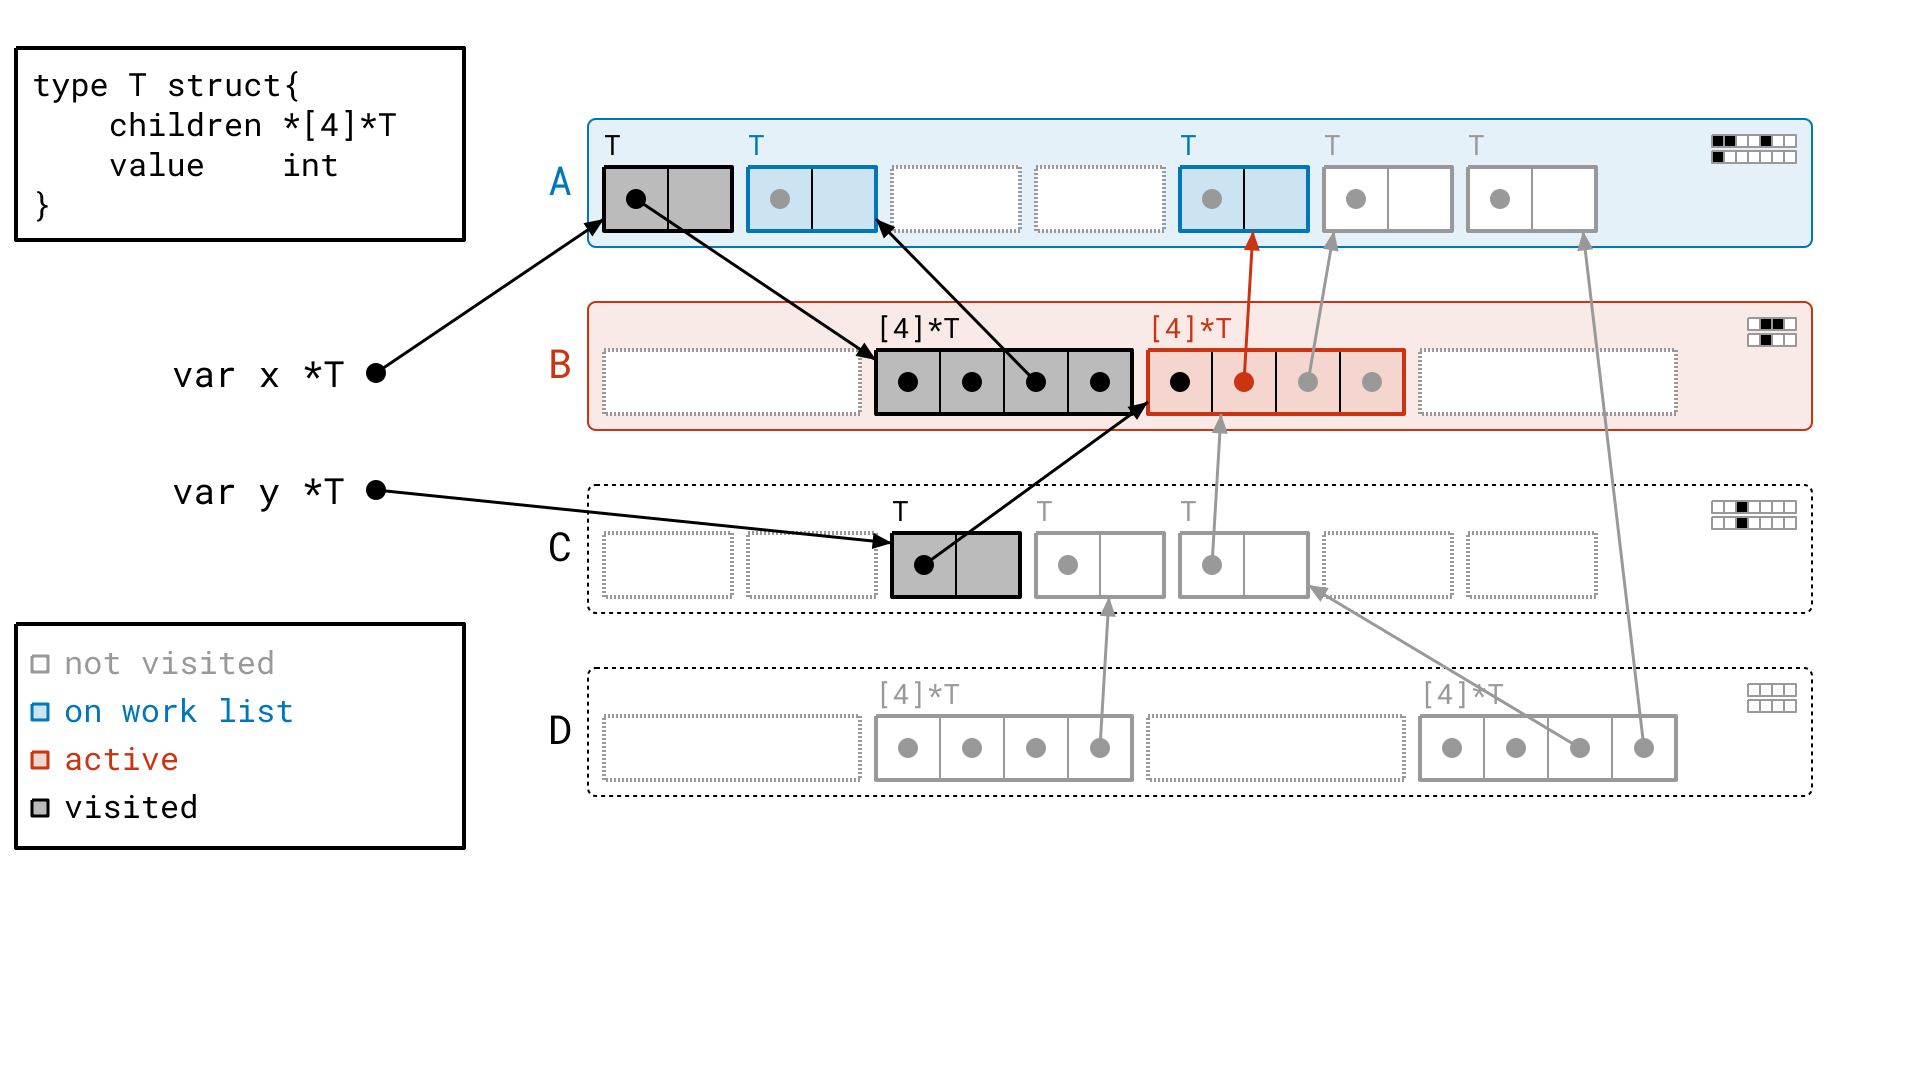 type T struct{
    children *[4]*T
    value    int
}
T T T T T
A
[4]*T [4]*T
B
var x *T
var y *T
T T T
C
not visited
on work list
active
visited
[4]*T [4]*T
D